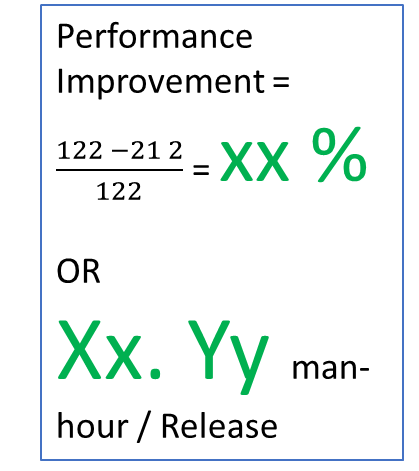 Performance
Improvement =
122 −21 2
122
= xx %
OR
Xx. Yy man-
hour / Release